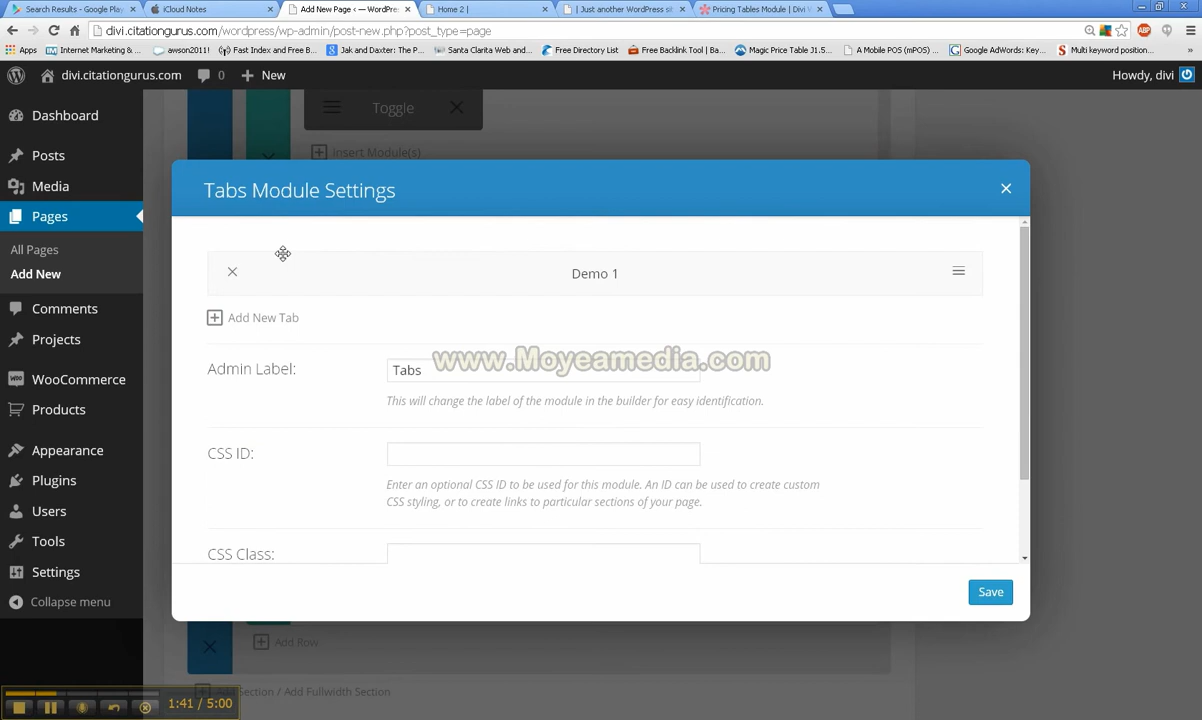 Search Results - Google Play
iCloud Notes
Add New Page < — WordPress
Home 2 |
| Just another WordPress si
Pricing Tables Module | Divi W
divi.citationgurus.com/wordpress/wp-admin/post-new.php?post_type=page
Apps
Internet Marketing &...
awson2011!
Fast Index and Free B...
Jak and Daxter: The P...
Santa Clarita Web and...
Free Directory List
Free Backlink Tool | Ba...
Magic Price Table J1.5...
A Mobile POS (mPOS) ...
Google AdWords: Key...
Multi keyword position...
divi.citationgurus.com
0
New
Howdy, divi
Dashboard
Posts
Media
Pages
All Pages
Add New
Comments
Projects
WooCommerce
Products
Appearance
Plugins
Users
Tools
Settings
Collapse menu
Toggle
Insert Module(s)
Tabs Module Settings
Demo 1
Add New Tab
Admin Label:
Tabs
www.Moyeamedia.com
This will change the label of the module in the builder for easy identification.
CSS ID:
Enter an optional CSS ID to be used for this module. An ID can be used to create custom
CSS styling, or to create links to particular sections of your page.
CSS Class:
Save
Add Row
Add Section / Add Fullwidth Section
1:41 / 5:00